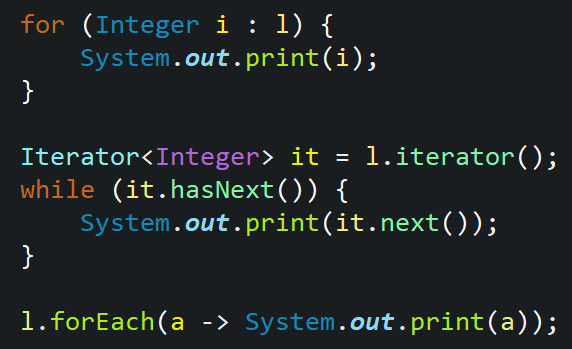 for (Integer i : l) {
    System.out.print(i);
}
Iterator<Integer> it = l.iterator();
while (it.hasNext()) {
    System.out.print(it.next());
}
l.forEach(a -> System.out.print(a));